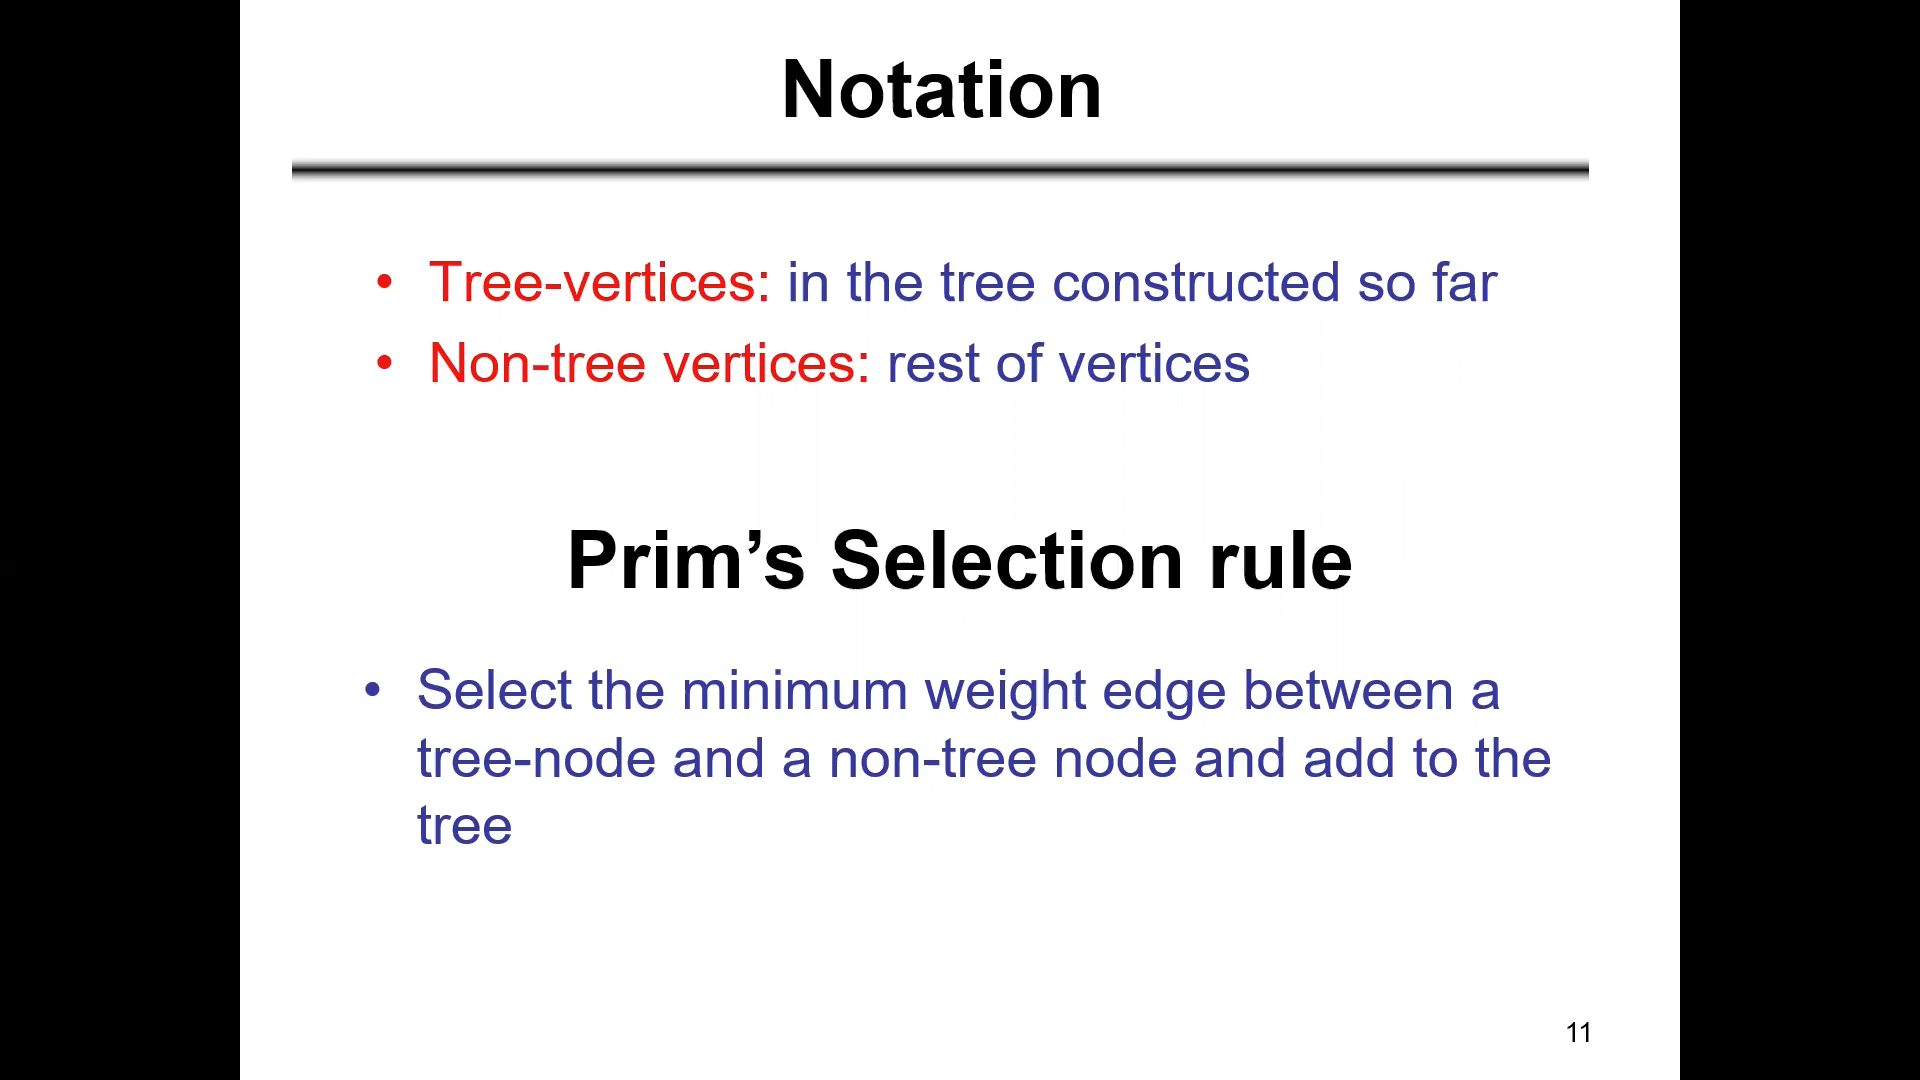 Notation
• Tree-vertices: in the tree constructed so far
• Non-tree vertices: rest of vertices
Prim’s Selection rule
• Select the minimum weight edge between a
tree-node and a non-tree node and add to the
tree
11